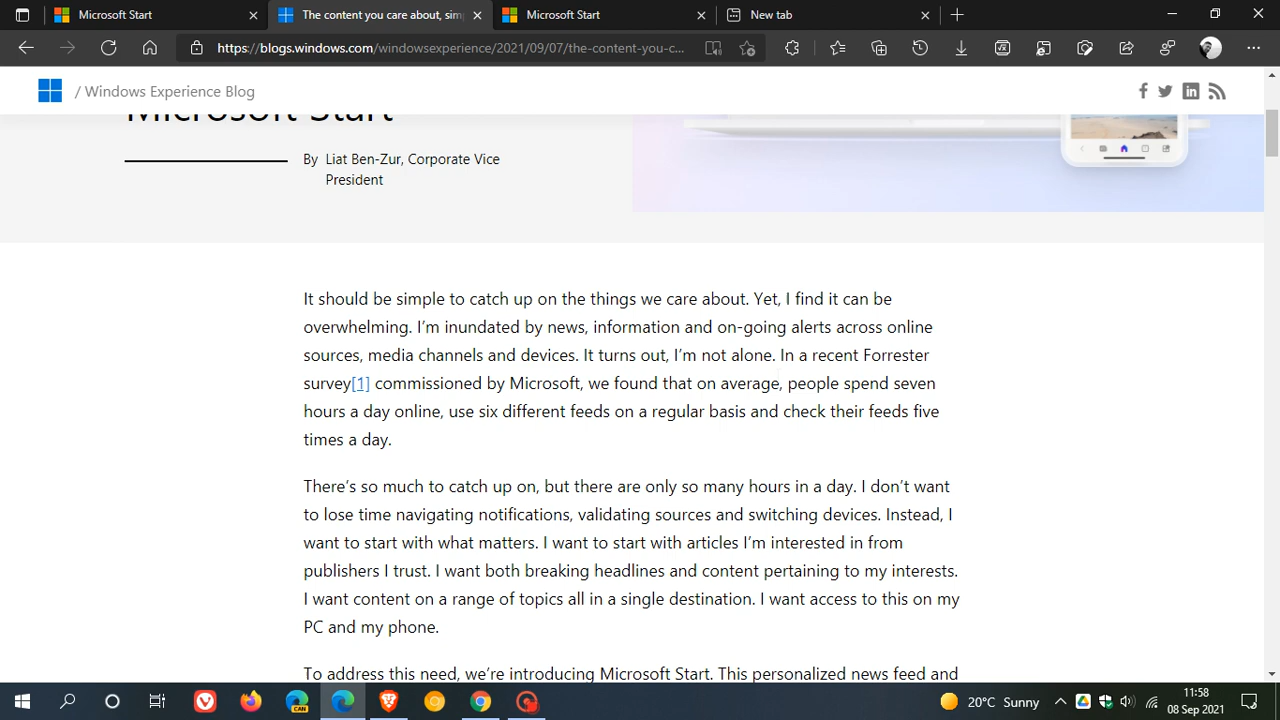 Microsoft Start
The content you care about, sim
Microsoft Start
New tab
https://blogs.windows.com/windowsexperience/2021/09/07/the-content-you-c...
/ Windows Experience Blog
Microsoft Start
By Liat Ben-Zur, Corporate Vice
President
It should be simple to catch up on the things we care about. Yet, I find it can be
overwhelming. I’m inundated by news, information and on-going alerts across online
sources, media channels and devices. It turns out, I’m not alone. In a recent Forrester
survey[1] commissioned by Microsoft, we found that on average, people spend seven
hours a day online, use six different feeds on a regular basis and check their feeds five
times a day.
There’s so much to catch up on, but there are only so many hours in a day. I don’t want
to lose time navigating notifications, validating sources and switching devices. Instead, I
want to start with what matters. I want to start with articles I’m interested in from
publishers I trust. I want both breaking headlines and content pertaining to my interests.
I want content on a range of topics all in a single destination. I want access to this on my
PC and my phone.
To address this need, we’re introducing Microsoft Start. This personalized news feed and
CAN
20°C Sunny
11:58
08 Sep 2021